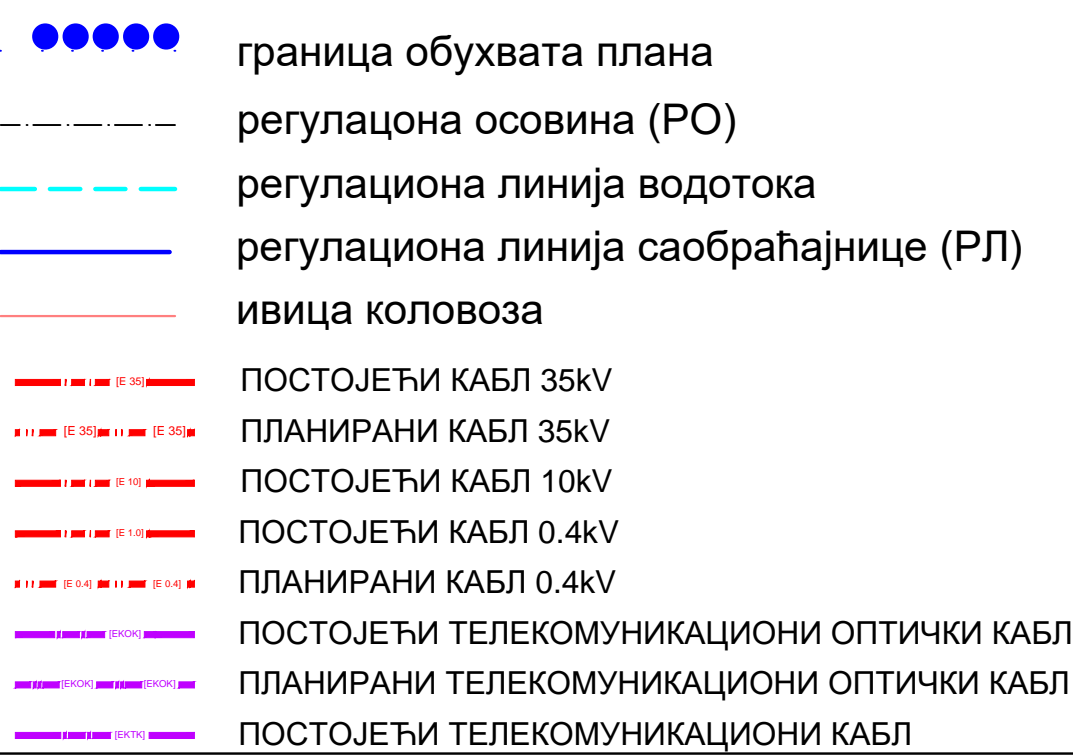 граница обухвата плана
регулацона осовина (РО)
регулациона линија водотока
регулациона линија саобраћајнице (РЛ)
ивица коловоза
[E 35] ПОСТОЈЕЋИ КАБЛ 35kV
[E 35] [E 35] ПЛАНИРАНИ КАБЛ 35kV
[E 10] ПОСТОЈЕЋИ КАБЛ 10kV
[E 1.0] ПОСТОЈЕЋИ КАБЛ 0.4kV
[E 0.4] [E 0.4] ПЛАНИРАНИ КАБЛ 0.4kV
[EKOK] ПОСТОЈЕЋИ ТЕЛЕКОМУНИКАЦИОНИ ОПТИЧКИ КАБЛ
[EKOK] [EKOK] ПЛАНИРАНИ ТЕЛЕКОМУНИКАЦИОНИ ОПТИЧКИ КАБЛ
[EKTK] ПОСТОЈЕЋИ ТЕЛЕКОМУНИКАЦИОНИ КАБЛ